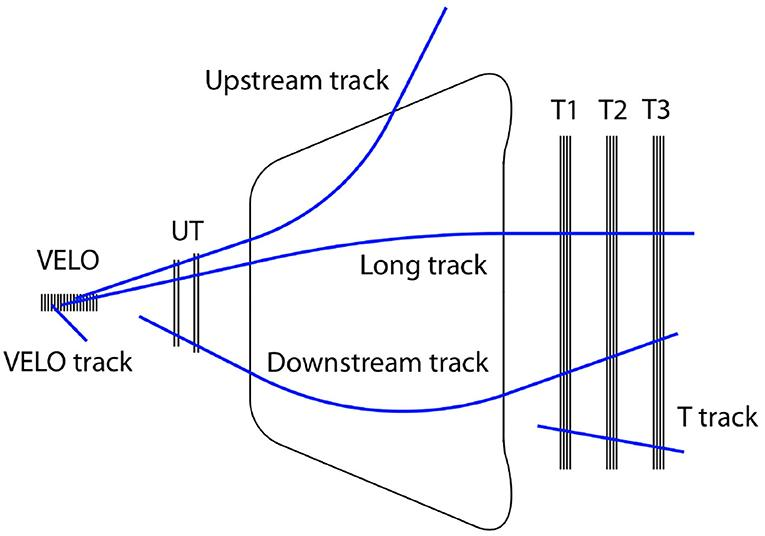 Upstream track
T1 T2 T3
UT
VELO
Long track
VELO track
Downstream track
T track